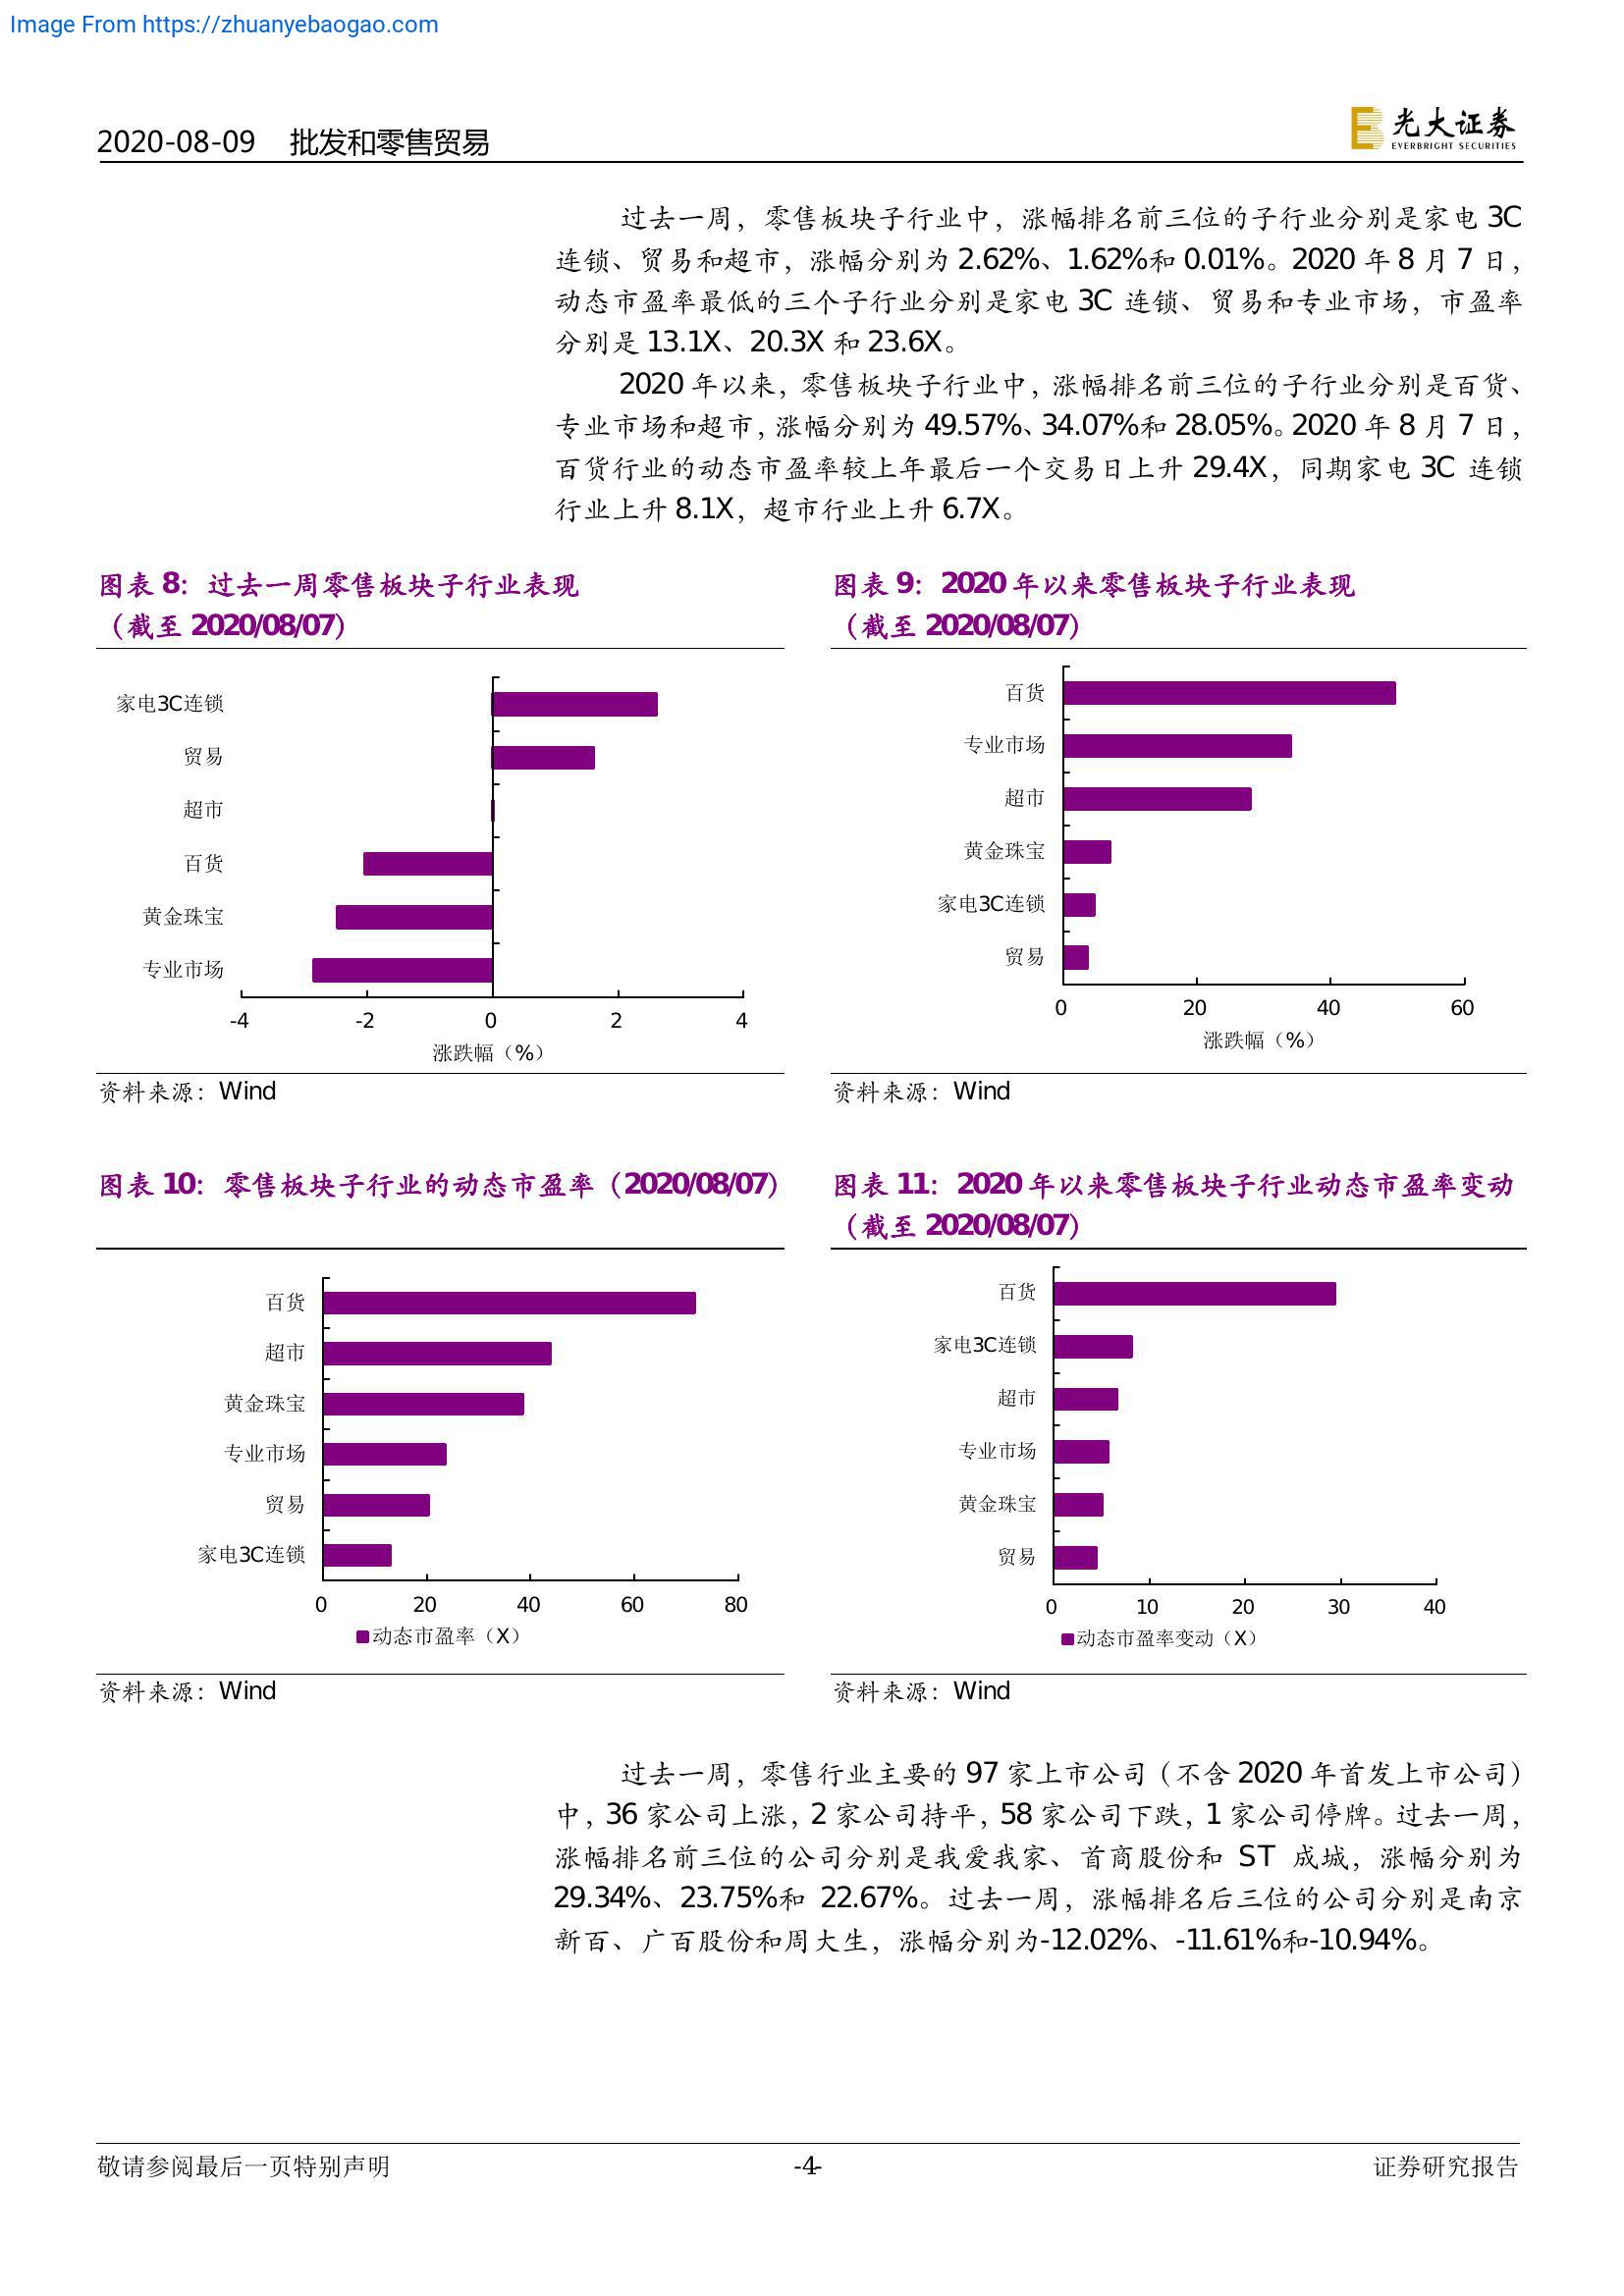 Image From https://zhuanyebaogao.com
2020-08-09 批发和零售贸易
光大证券
EVERBRIGHT SECURITIES
过去一周，零售板块子行业中，涨幅排名前三位的子行业分别是家电 3C
连锁、贸易和超市，涨幅分别为 2.62%、1.62%和 0.01%。2020 年 8 月 7 日，
动态市盈率最低的三个子行业分别是家电 3C 连锁、贸易和专业市场，市盈率
分别是 13.1X、20.3X 和 23.6X。
2020 年以来，零售板块子行业中，涨幅排名前三位的子行业分别是百货、
专业市场和超市，涨幅分别为 49.57%、34.07%和 28.05%。2020 年 8 月 7 日，
百货行业的动态市盈率较上年最后一个交易日上升 29.4X，同期家电 3C 连锁
行业上升 8.1X，超市行业上升 6.7X。
图表 8：过去一周零售板块子行业表现
（截至 2020/08/07）
家电3C连锁
贸易
超市
百货
黄金珠宝
专业市场
-4 -2 0 2 4
涨跌幅（%）
资料来源：Wind
图表 9：2020 年以来零售板块子行业表现
（截至 2020/08/07）
百货
专业市场
超市
黄金珠宝
家电3C连锁
贸易
0 20 40 60
涨跌幅（%）
资料来源：Wind
图表 10：零售板块子行业的动态市盈率（2020/08/07）
百货
超市
黄金珠宝
专业市场
贸易
家电3C连锁
0 20 40 60 80
动态市盈率（X）
资料来源：Wind
图表 11：2020 年以来零售板块子行业动态市盈率变动
（截至 2020/08/07）
百货
家电3C连锁
超市
专业市场
黄金珠宝
贸易
0 10 20 30 40
动态市盈率变动（X）
资料来源：Wind
过去一周，零售行业主要的 97 家上市公司（不含 2020 年首发上市公司）
中，36 家公司上涨，2 家公司持平，58 家公司下跌，1 家公司停牌。过去一周，
涨幅排名前三位的公司分别是我爱我家、首商股份和 ST 成城，涨幅分别为
29.34%、23.75%和 22.67%。过去一周，涨幅排名后三位的公司分别是南京
新百、广百股份和周大生，涨幅分别为-12.02%、-11.61%和-10.94%。
敬请参阅最后一页特别声明
-4-
证券研究报告